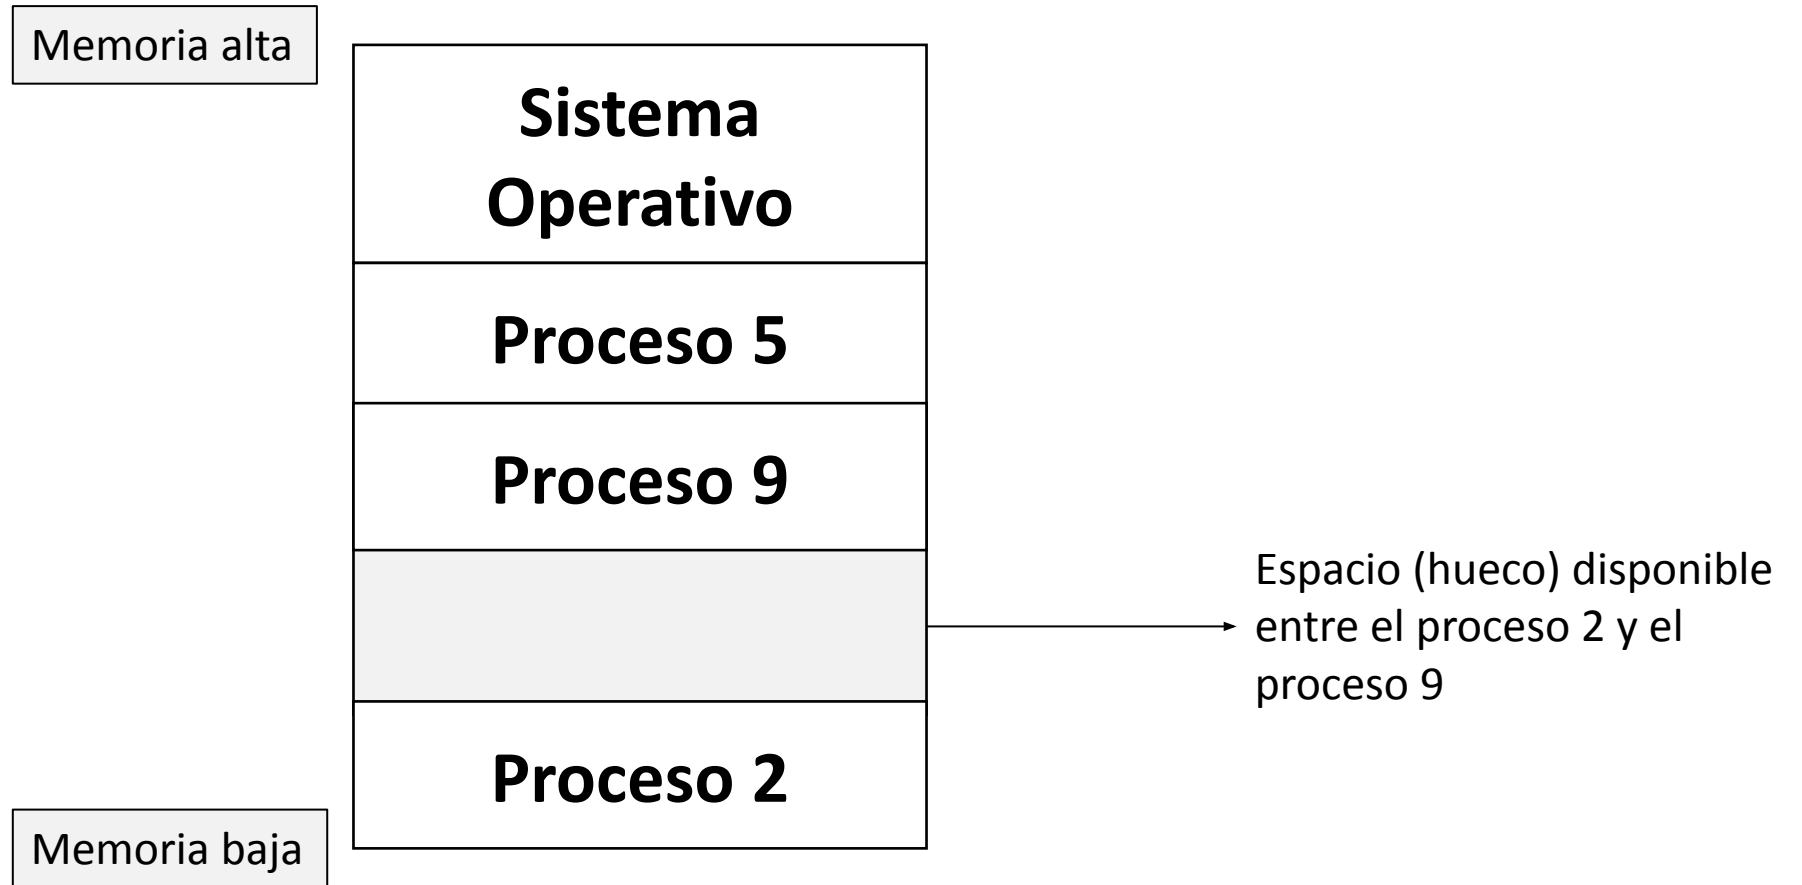 Memoria alta
Sistema
Operativo
Proceso 5
Proceso 9
Espacio (hueco) disponible
entre el proceso 2 y el
proceso 9
Proceso 2
Memoria baja